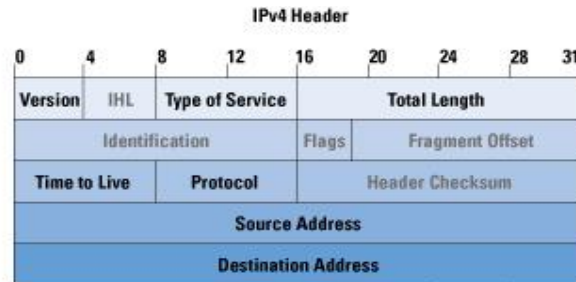 IPv4 Header
0 4 8 12 16 20 24 28 31
Version IHL Type of Service Total Length
Identification Flags Fragment Offset
Time to Live Protocol Header Checksum
Source Address
Destination Address